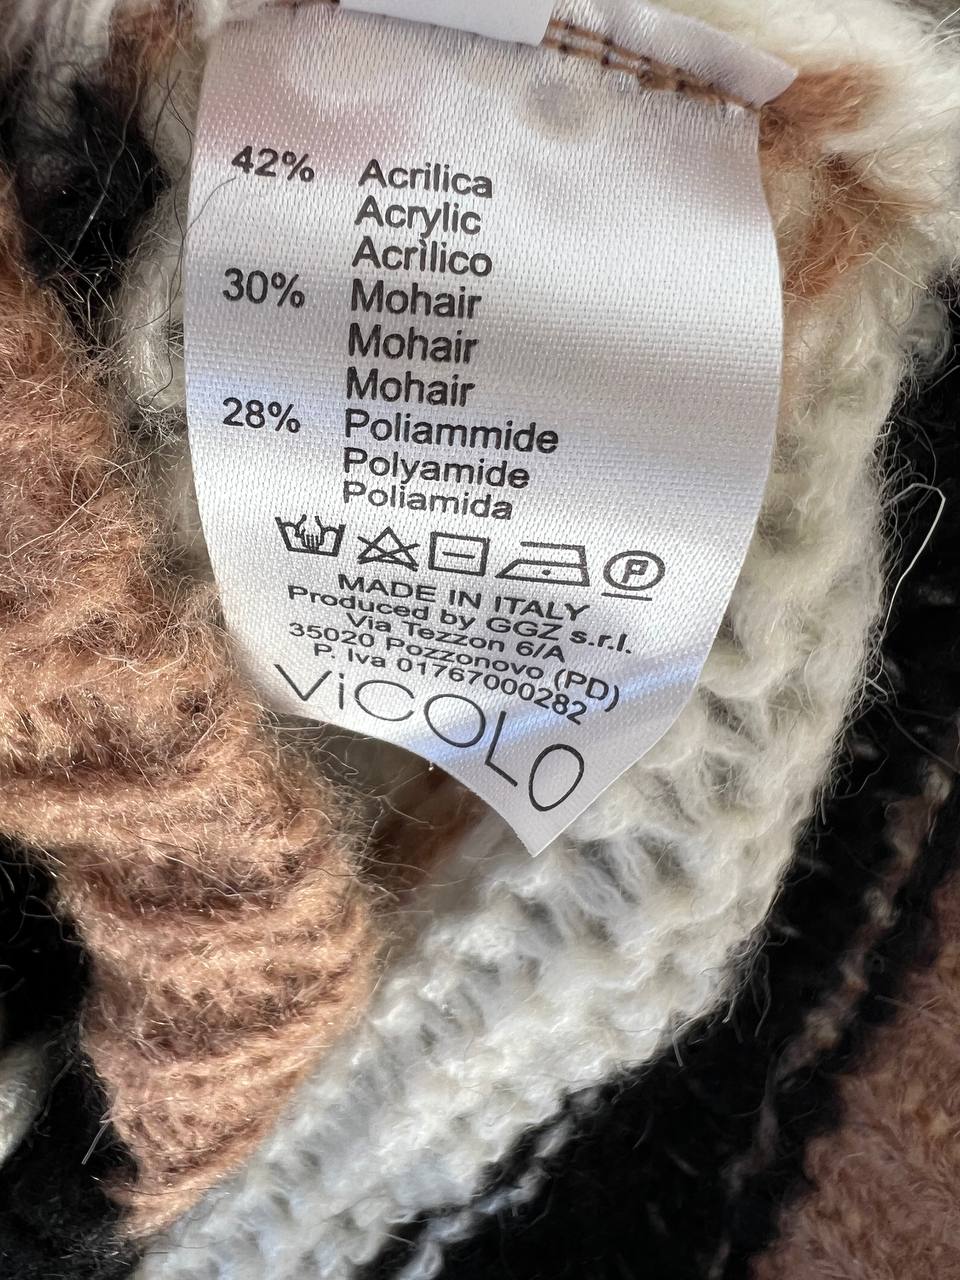 42% Acrilica
Acrylic
Acrìlico
30% Mohair
Mohair
Mohair
28% Poliammide
Polyamide
Poliamida
P
MADE IN ITALY
Produced by GGZ s.r.l.
Via Tezzon 6/A
35020 Pozzonovo (PD)
P. Iva 01767000282
ViCOLO